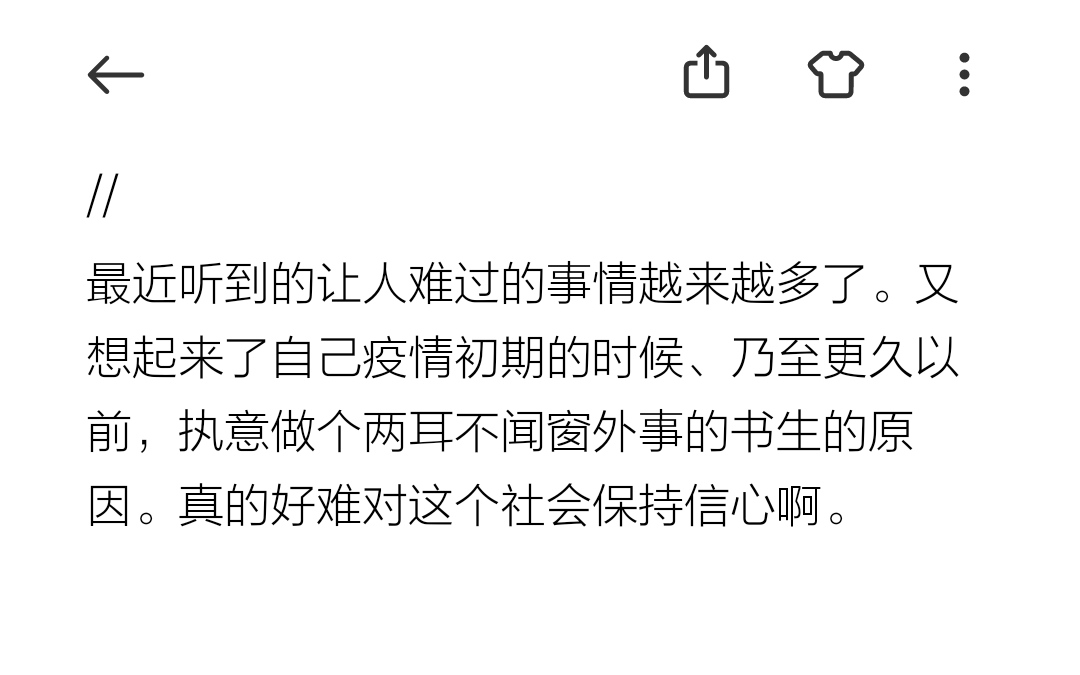 //
最近听到的让人难过的事情越来越多了。又
想起来了自己疫情初期的时候、乃至更久以
前，执意做个两耳不闻窗外事的书生的原
因。真的好难对这个社会保持信心啊。